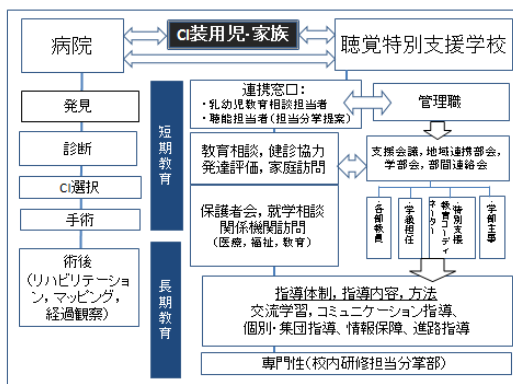 病院
CI装用児・家族
聴覚特別支援学校
発見
診断
CI選択
手術
術後
(リハビリテーショ
ン,マッピング,
経過観察)
短期教育
長期教育
連携窓口:
・乳幼児教育相談担当者
・聴能担当者(担当分掌提案)
教育相談,健診協力
発達評価,家庭訪問
保護者会,就学相談
関係機関訪問
(医療,福祉,教育)
管理職
支援会議,地域連携部会,
学部会,部間連絡会
・各部教員
・学級担任
・特別支援
教育コーディ
ネーター
・学部主事
指導体制,指導内容,方法
交流学習,コミュニケーション指導,
個別・集団指導、情報保障、進路指導
専門性(校内研修担当分掌部)